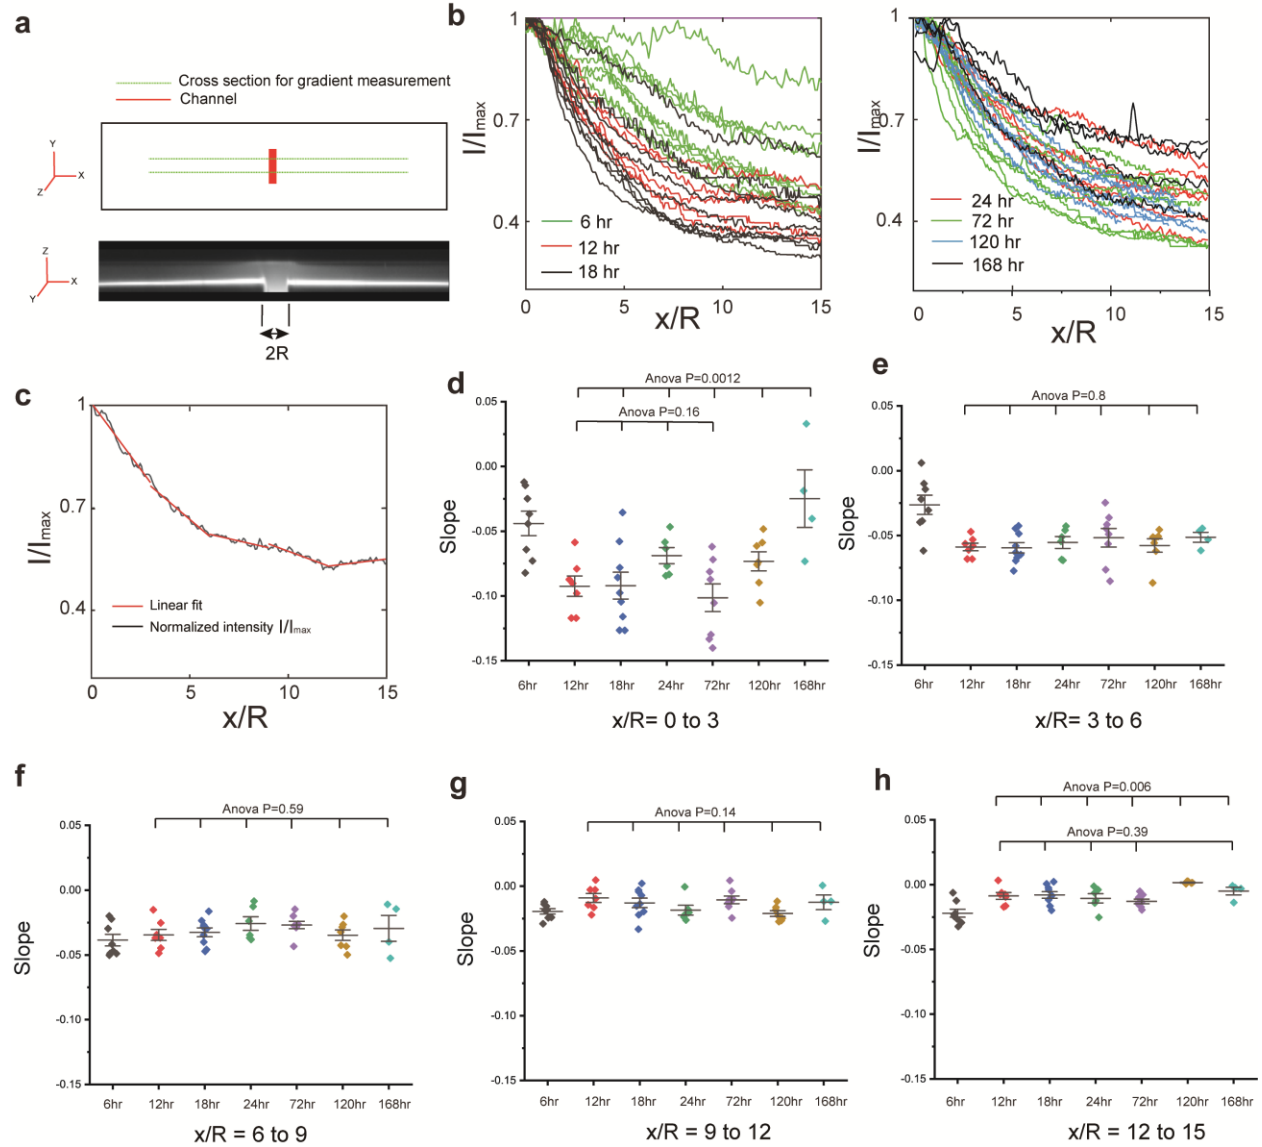 a
Cross section for gradient measurement
Channel
Y
Z
X
Z
Y
X
2R
b
1
0.7
0.4
I/Imax
6 hr
12 hr
18 hr
0
5
10
15
x/R
1
0.7
0.4
I/Imax
24 hr
72 hr
120 hr
168 hr
0
5
10
15
x/R
c
1
0.7
0.4
I/Imax
Linear fit
Normalized intensity I/Imax
0
5
10
15
x/R
d
Anova P=0.0012
Anova P=0.16
0.05
0.00
-0.05
-0.10
-0.15
Slope
6hr 12hr 18hr 24hr 72hr 120hr 168hr
x/R= 0 to 3
e
Anova P=0.8
0.05
0.00
-0.05
-0.10
-0.15
Slope
6hr 12hr 18hr 24hr 72hr 120hr 168hr
x/R= 3 to 6
f
Anova P=0.59
0.05
0.00
-0.05
-0.10
-0.15
Slope
6hr 12hr 18hr 24hr 72hr 120hr 168hr
x/R = 6 to 9
g
Anova P=0.14
0.05
0.00
-0.05
-0.10
-0.15
Slope
6hr 12hr 18hr 24hr 72hr 120hr 168hr
x/R = 9 to 12
h
Anova P=0.006
Anova P=0.39
0.05
0.00
-0.05
-0.10
-0.15
Slope
6hr 12hr 18hr 24hr 72hr 120hr 168hr
x/R = 12 to 15